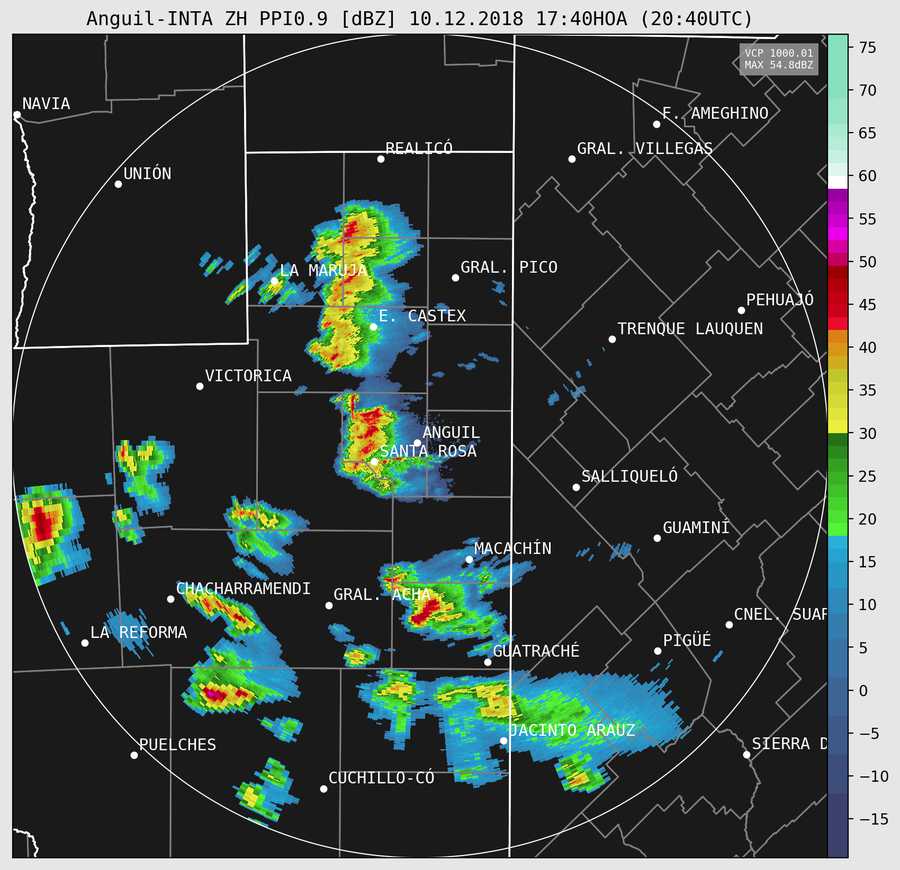 Anguil-INTA ZH PPI0.9 [dBZ] 10.12.2018 17:40HOA (20:40UTC)
VCP 1000.01
MAX 54.8dBZ
75
NAVIA
F. AMEGHINO
70
REALICÓ
GRAL. VILLEGAS
65
UNIÓN
60
55
LA MARUJA
GRAL. PICO
50
E. CASTEX
PEHUAJÓ
TRENQUE LAUQUEN
45
VICTORICA
40
35
ANGUIL
SANTA ROSA
30
SALLIQUELÓ
25
GUAMINÍ
20
MACACHÍN
15
CHACHARRAMENDI
GRAL. ACHA
10
CNEL. SUAR
LA REFORMA
GUATRACHÉ
PIGÜÉ
5
0
PUELCHES
JACINTO ARAUZ
SIERRA D
−5
CUCHILLO-CÓ
−10
−15